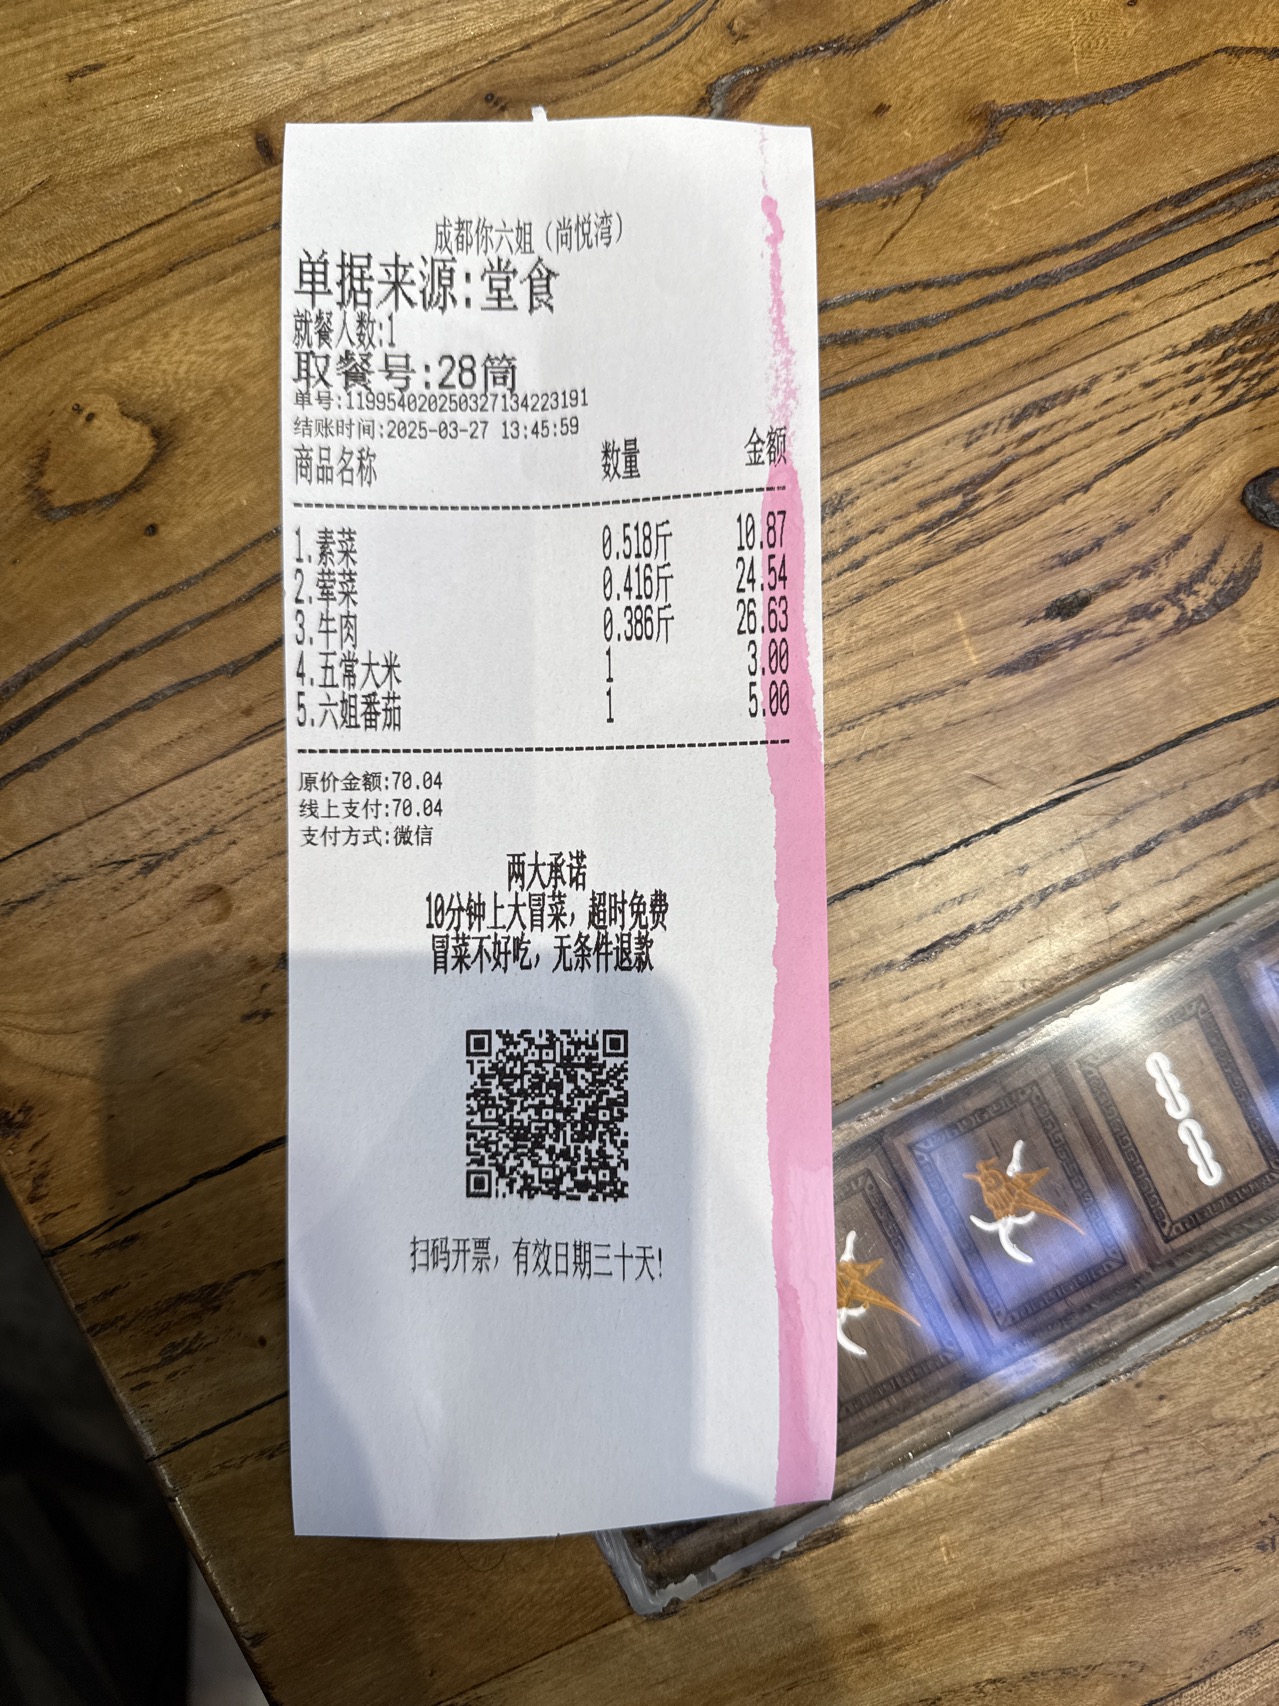 成都你六姐（尚悦湾）
单据来源:堂食
就餐人数:1
取餐号:28筒
单号:119954020250327134223191
结账时间:2025-03-27 13:45:59
商品名称 数量 金额
1.素菜 0.518斤 10.87
2.荤菜 0.416斤 24.54
3.牛肉 0.386斤 26.63
4.五常大米 1 3.00
5.六姐番茄 1 5.00
原价金额:70.04
线上支付:70.04
支付方式:微信
两大承诺
10分钟上大冒菜，超时免费
冒菜不好吃，无条件退款
扫码开票，有效日期三十天!